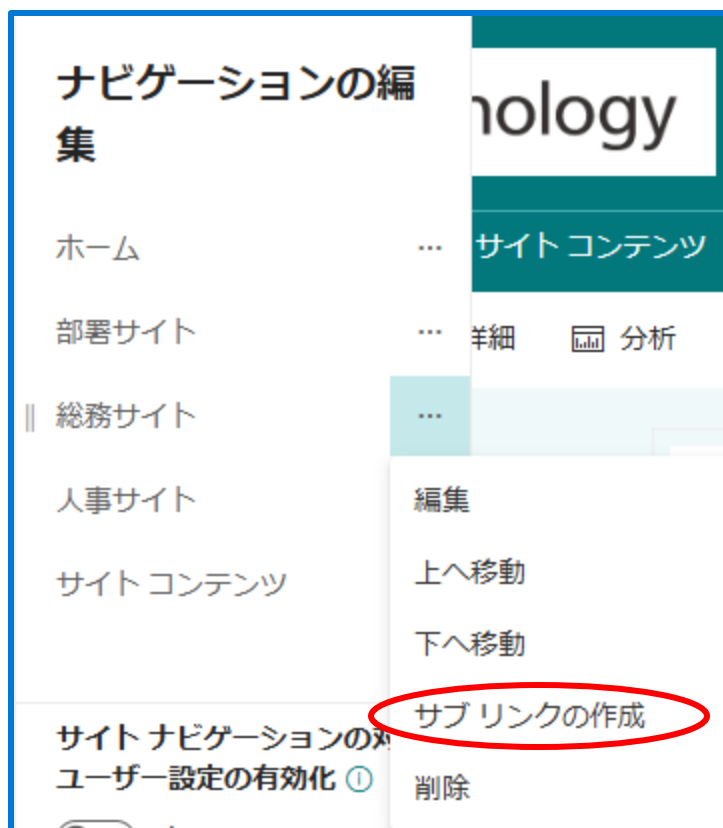 ナビゲーションの編
集
nology
ホーム
サイト コンテンツ
部署サイト
詳細
分析
総務サイト
人事サイト
編集
サイト コンテンツ
上へ移動
下へ移動
サブ リンクの作成
サイト ナビゲーションの対
ユーザー設定の有効化
削除